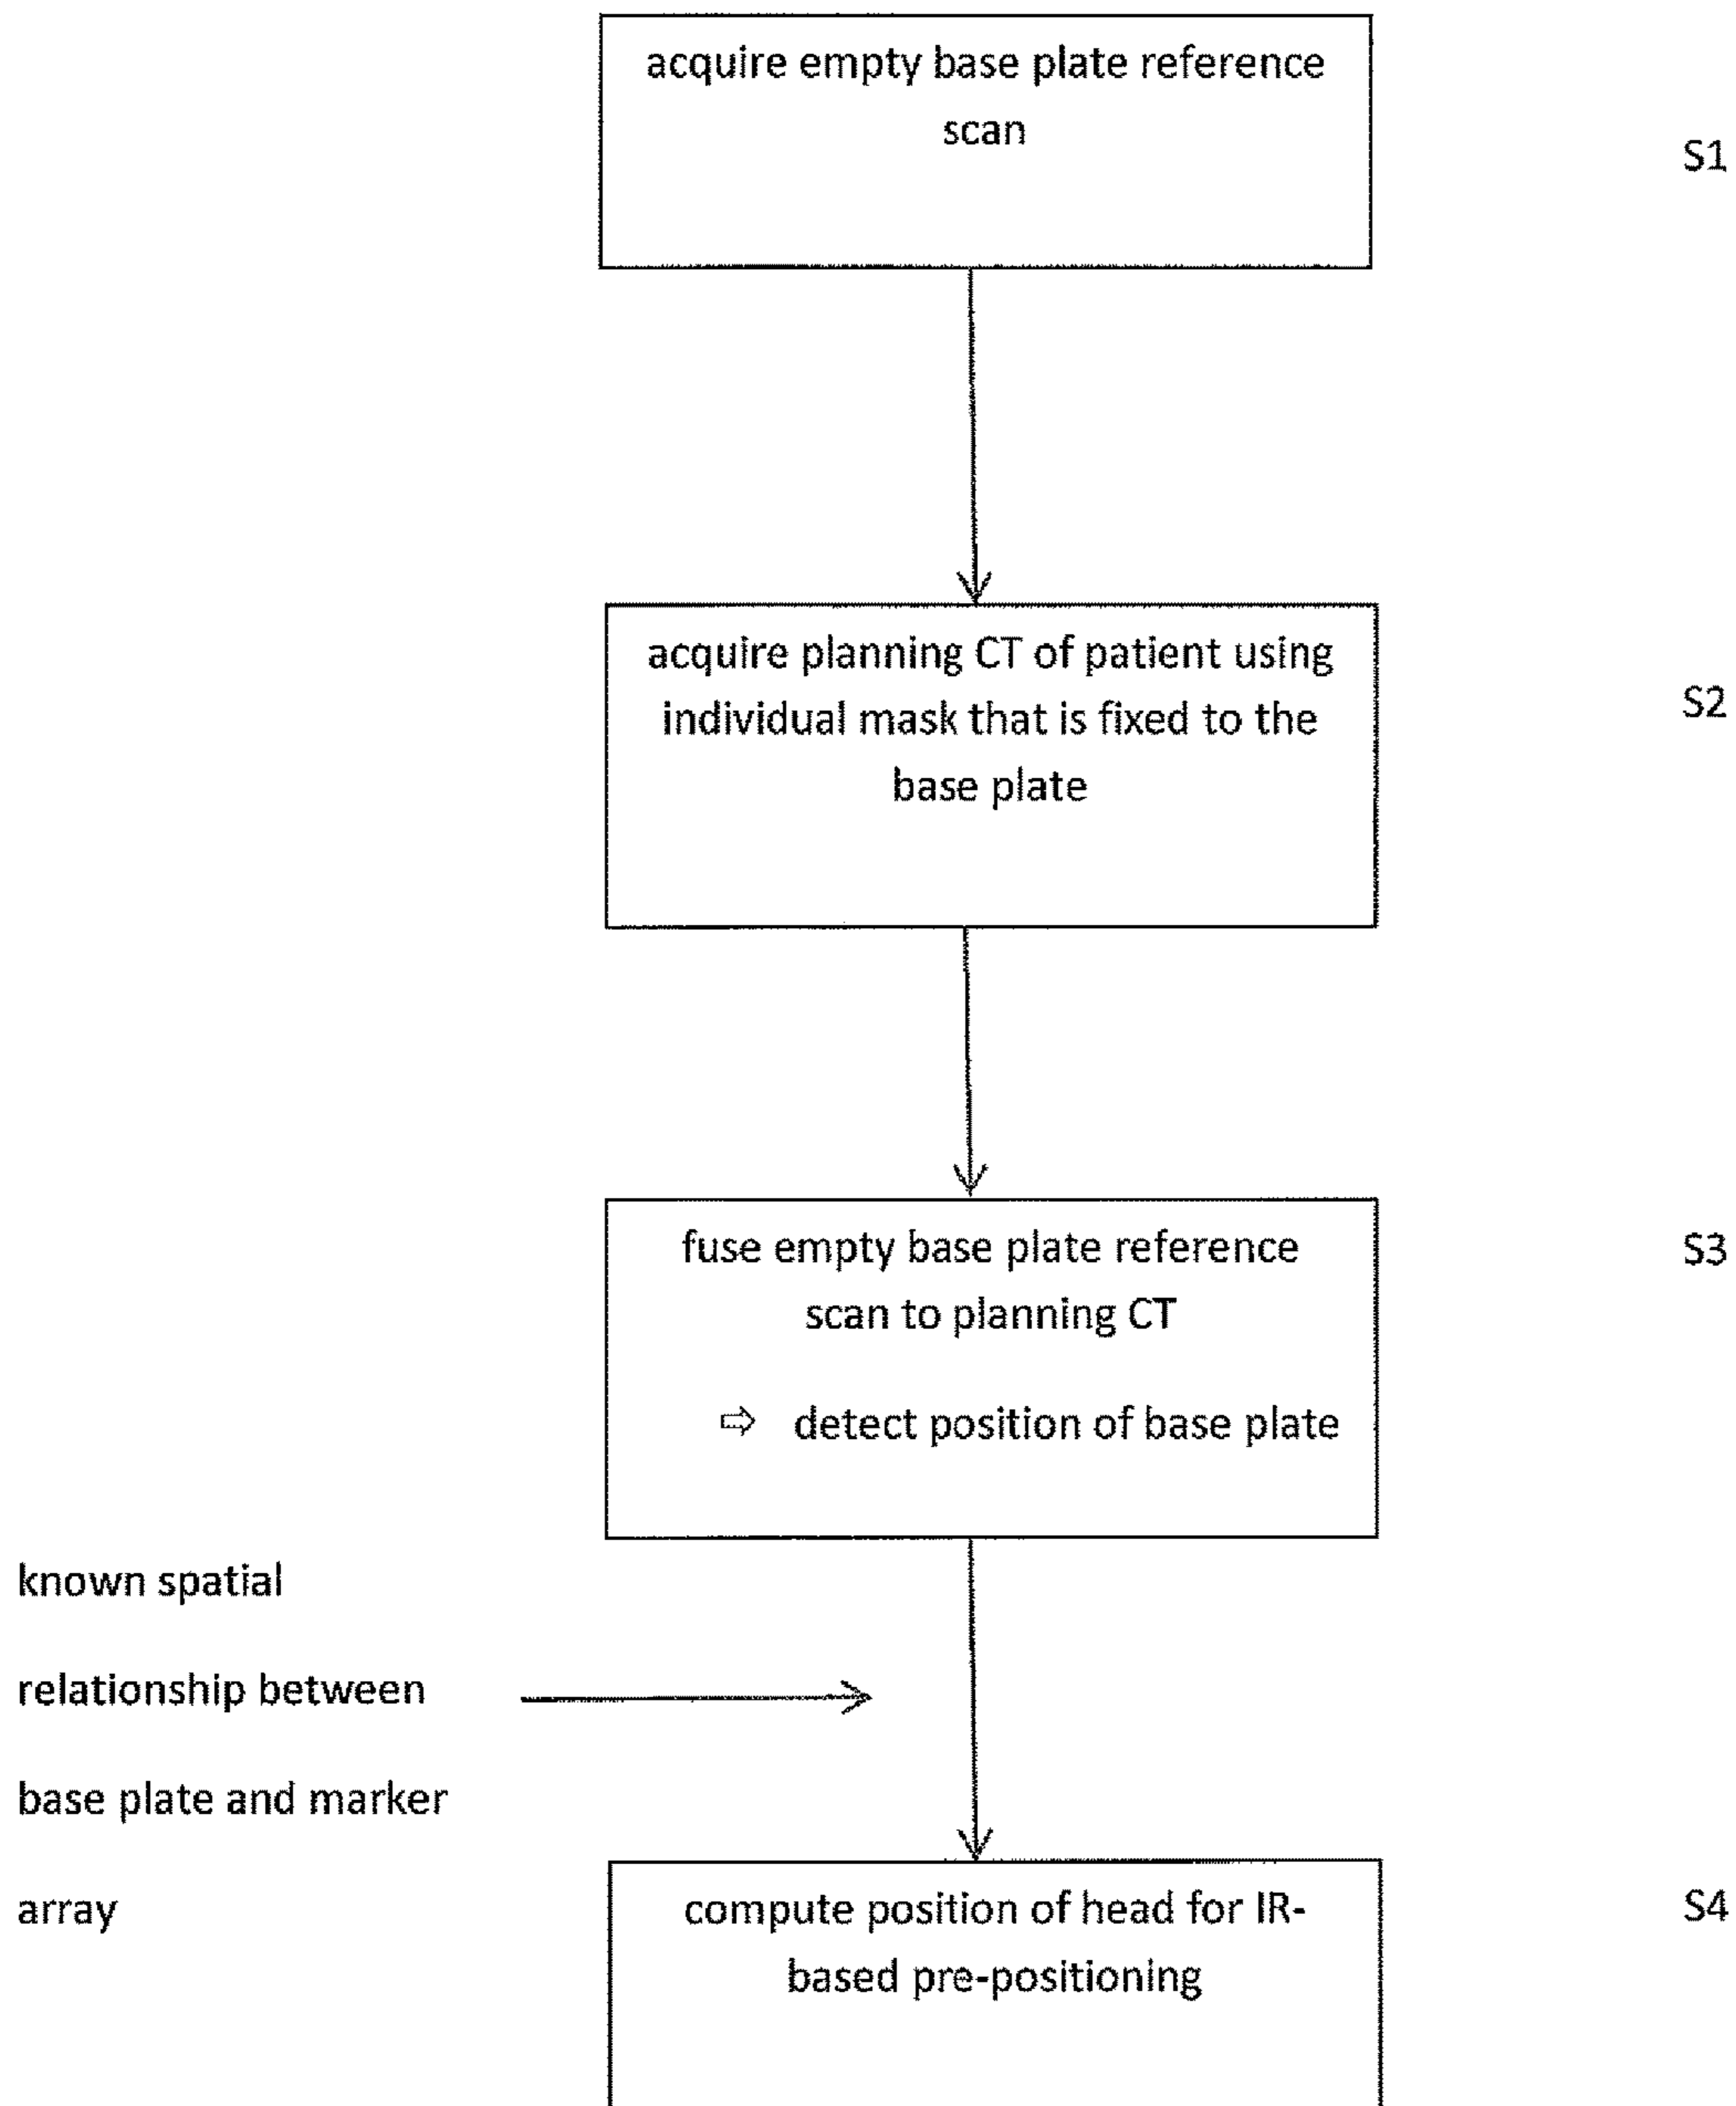 acquire empty base plate reference
scan
S1
acquire planning CT of patient using
individual mask that is fixed to the
base plate
S2
fuse empty base plate reference
scan to planning CT
⇨ detect position of base plate
S3
known spatial
relationship between
base plate and marker
array
compute position of head for IR-
based pre-positioning
S4